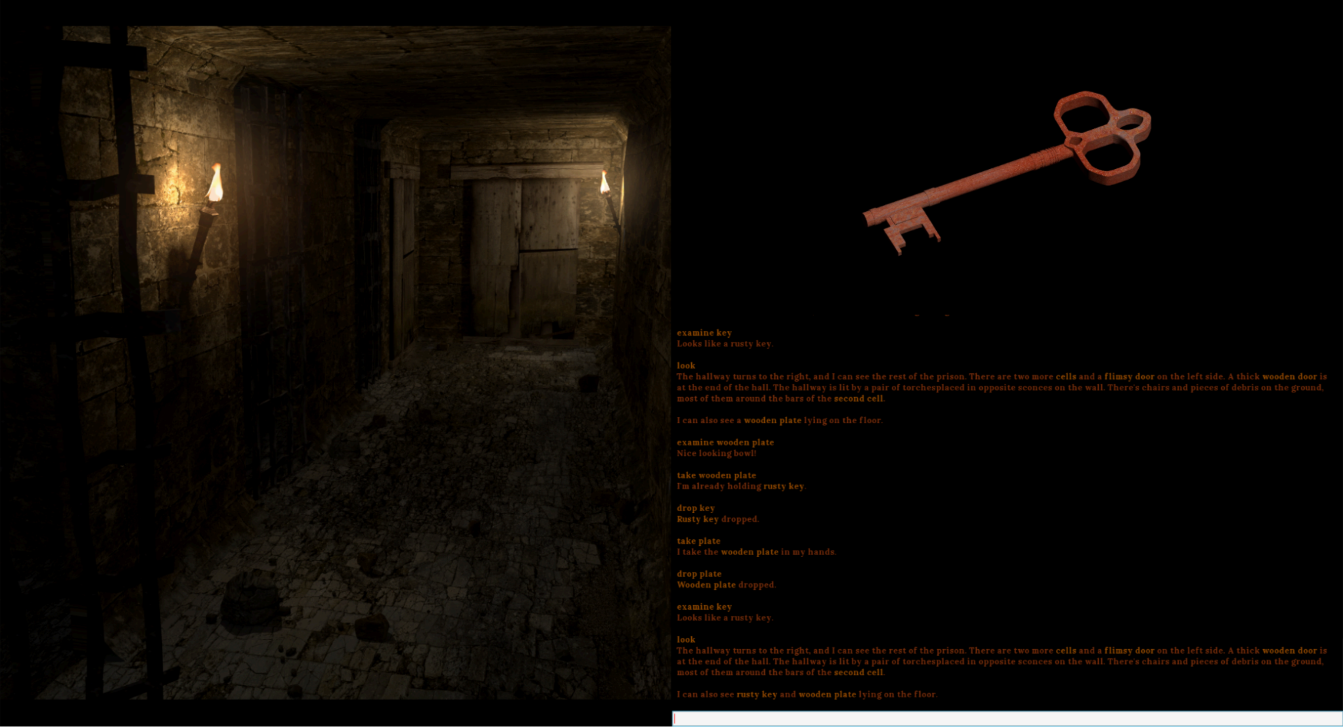 examine key
Looks like a rusty key.
look
The hallway turns to the right, and I can see the rest of the prison. There are two more cells and a flimsy door on the left side. A thick wooden door is
at the end of the hall. The hallway is lit by a pair of torchesplaced in opposite sconces on the wall. There's chairs and pieces of debris on the ground,
most of them around the bars of the second cell.
I can also see a wooden plate lying on the floor.
examine wooden plate
Nice looking bowl!
take wooden plate
I'm already holding rusty key.
drop key
Rusty key dropped.
take plate
I take the wooden plate in my hands.
drop plate
Wooden plate dropped.
examine key
Looks like a rusty key.
look
The hallway turns to the right, and I can see the rest of the prison. There are two more cells and a flimsy door on the left side. A thick wooden door is
at the end of the hall. The hallway is lit by a pair of torchesplaced in opposite sconces on the wall. There's chairs and pieces of debris on the ground,
most of them around the bars of the second cell.
I can also see rusty key and wooden plate lying on the floor.